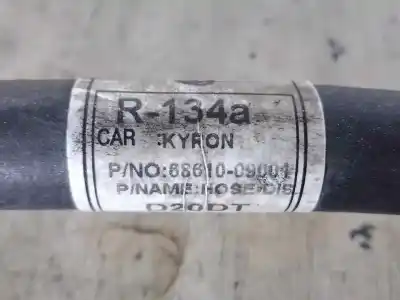 R-134a
CAR :KYRON
P/NO:68610-09001
P/NAME:HOSE-D/S
D20DT